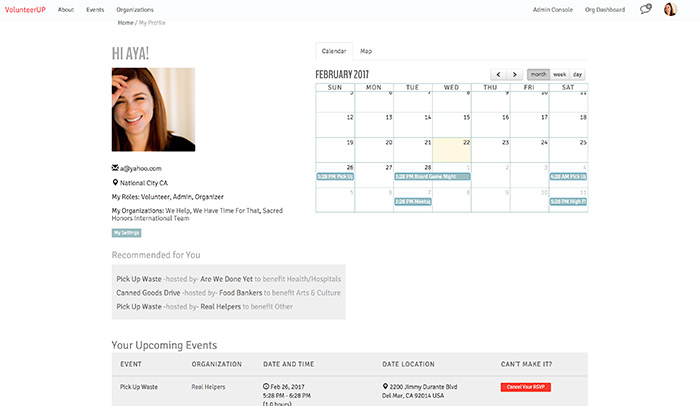 VolunteerUP About Events Organizations Admin Console Org Dashboard
Home / My Profile
HI AYA!
a@yahoo.com
National City CA
My Roles: Volunteer, Admin, Organizer
My Organizations: We Help, We Have Time For That, Sacred
Honors International Team
My Settings
Calendar Map
FEBRUARY 2017 month week day
SUN MON TUE WED THU FRI SAT
5 6 7 8 9 10 11
12 13 14 15 16 17 18
19 20 21 22 23 24 25
26 27 28 1 2 3 4
5:28 PM Pick Up 5:28 PM Board Game Night 4:28 AM Pick Up
5 6 7 8 9 10 11
2:28 PM Meetup 5:28 PM High Fi
Recommended for You
Pick Up Waste -hosted by- Are We Done Yet to benefit Health/Hospitals
Canned Goods Drive -hosted by- Food Bankers to benefit Arts & Culture
Pick Up Waste -hosted by- Real Helpers to benefit Other
Your Upcoming Events
EVENT ORGANIZATION DATE AND TIME DATE LOCATION CAN'T MAKE IT?
Pick Up Waste Real Helpers Feb 26, 2017 2200 Jimmy Durante Blvd Cancel Your RSVP
5:28 PM - 6:28 PM Del Mar, CA 92014 USA
(1.0 hours)